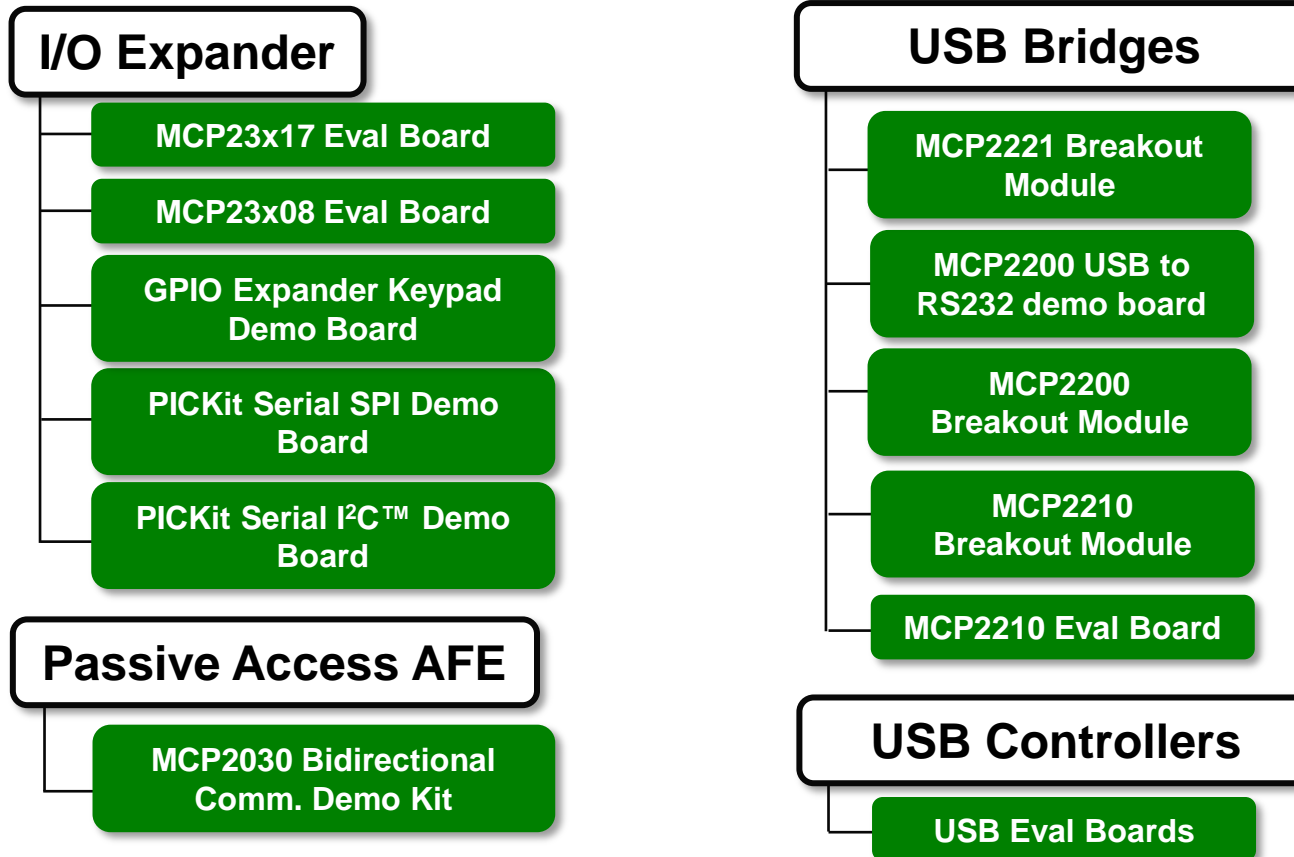 I/O Expander
MCP23x17 Eval Board
MCP23x08 Eval Board
GPIO Expander Keypad
Demo Board
PICKit Serial SPI Demo
Board
PICKit Serial I²C™ Demo
Board
Passive Access AFE
MCP2030 Bidirectional
Comm. Demo Kit
USB Bridges
MCP2221 Breakout
Module
MCP2200 USB to
RS232 demo board
MCP2200
Breakout Module
MCP2210
Breakout Module
MCP2210 Eval Board
USB Controllers
USB Eval Boards